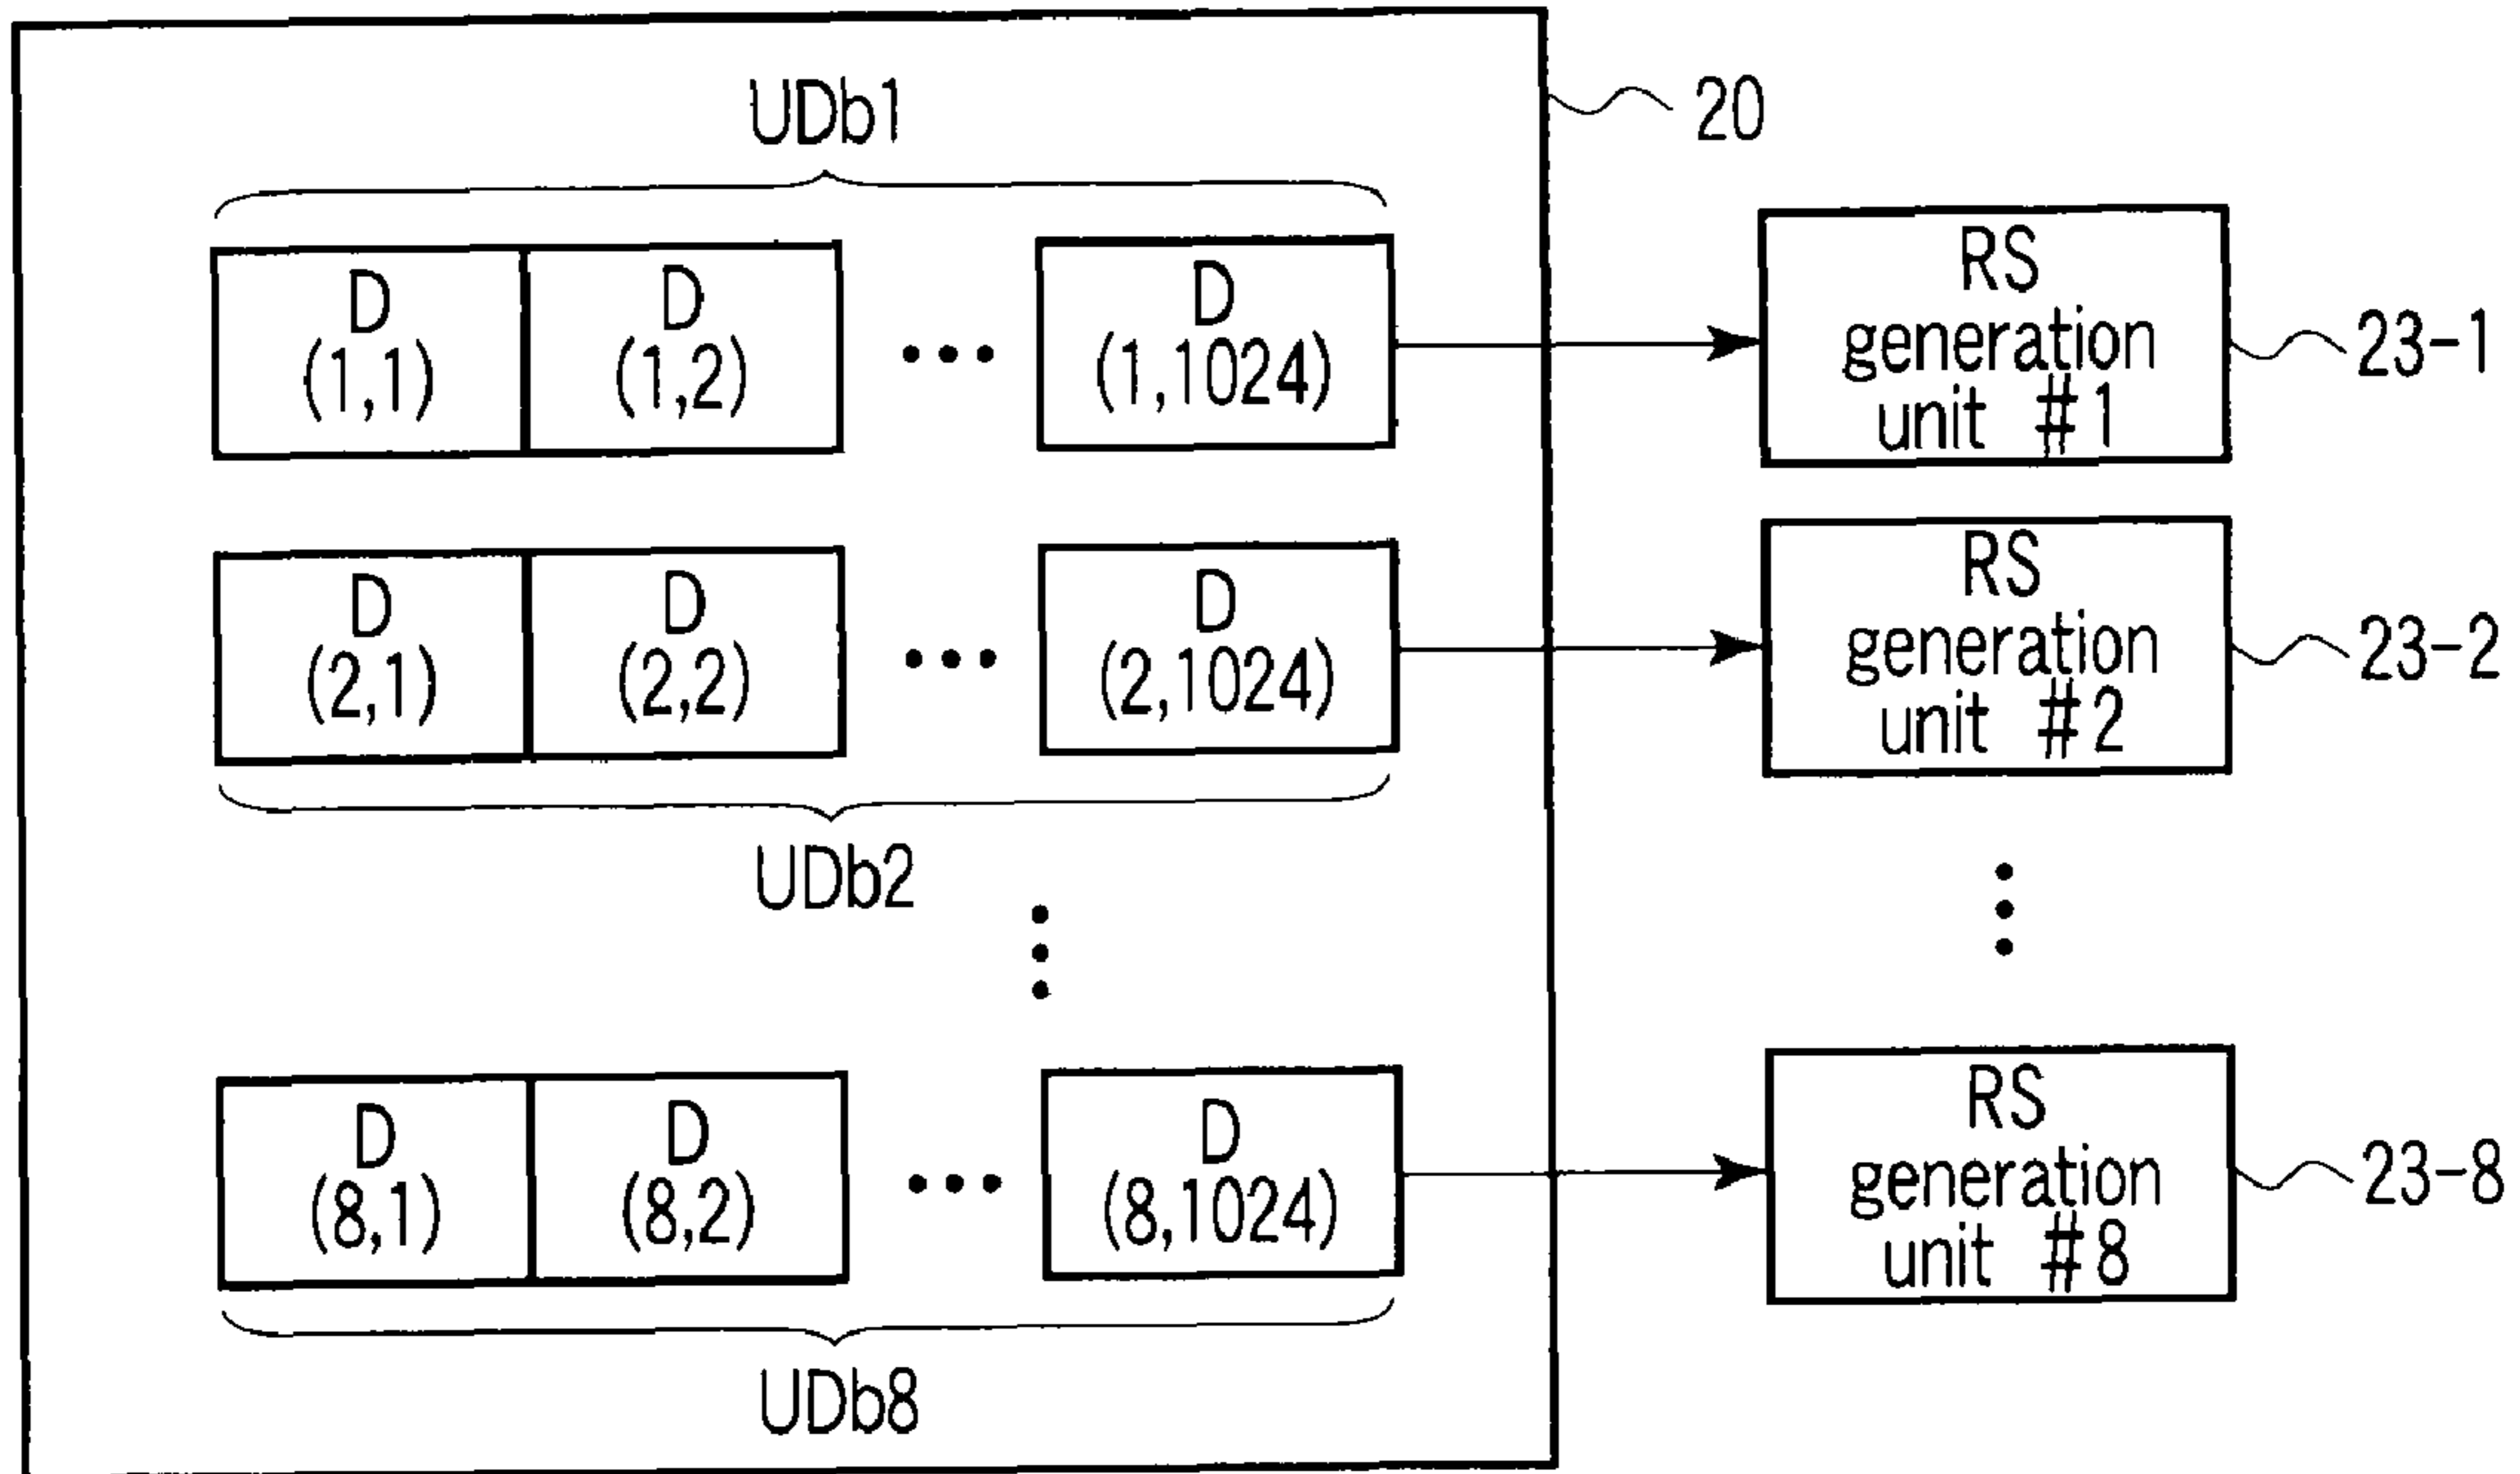 UDb1
20
D
(1,1)
D
(1,2)
•••
D
(1,1024)
RS
generation
unit #1
23-1
D
(2,1)
D
(2,2)
•••
D
(2,1024)
UDb2
RS
generation
unit #2
23-2
D
(8,1)
D
(8,2)
•••
D
(8,1024)
UDb8
RS
generation
unit #8
23-8